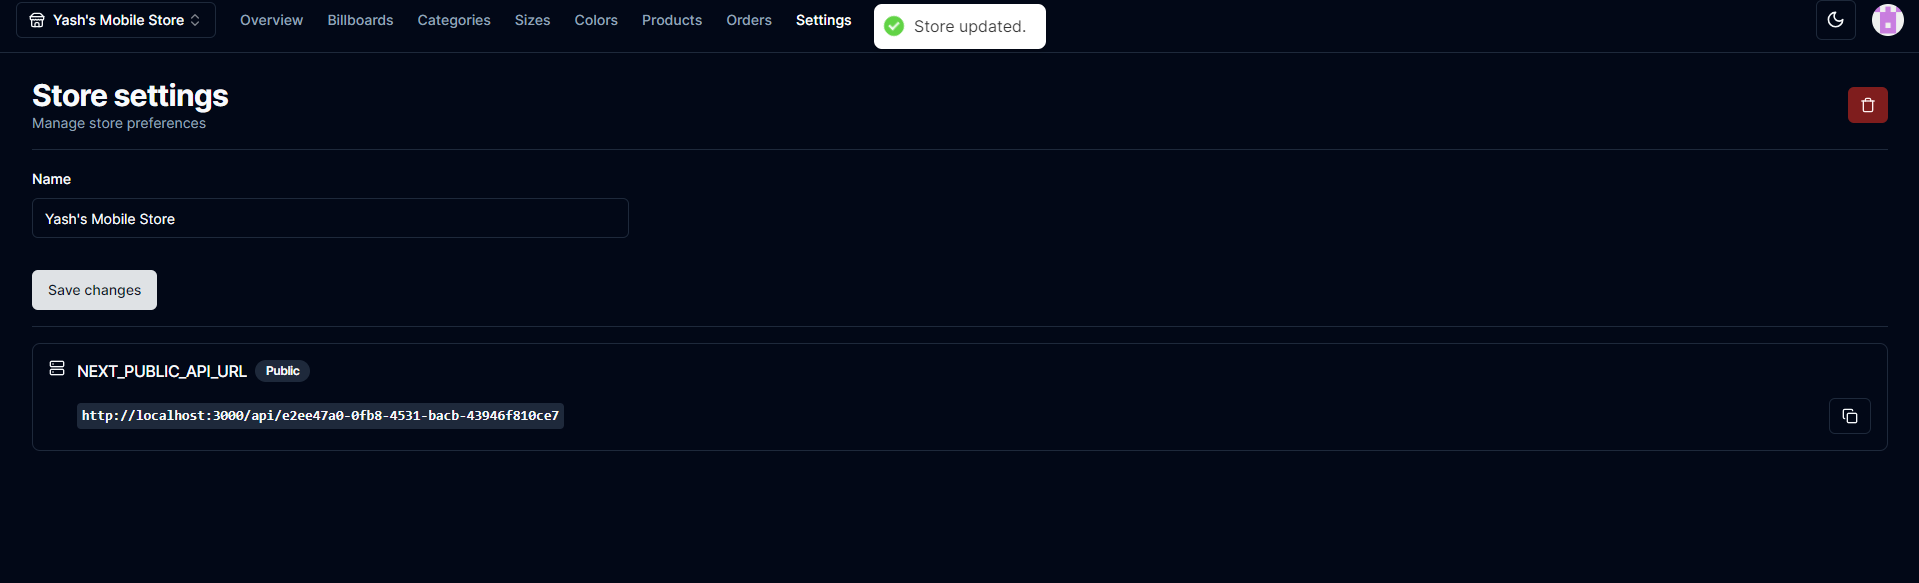 Yash's Mobile Store Overview Billboards Categories Sizes Colors Products Orders Settings
Store updated.
Store settings
Manage store preferences
Name
Yash's Mobile Store
Save changes
NEXT_PUBLIC_API_URL Public
http://localhost:3000/api/e2ee47a0-0fb8-4531-bacb-43946f810ce7